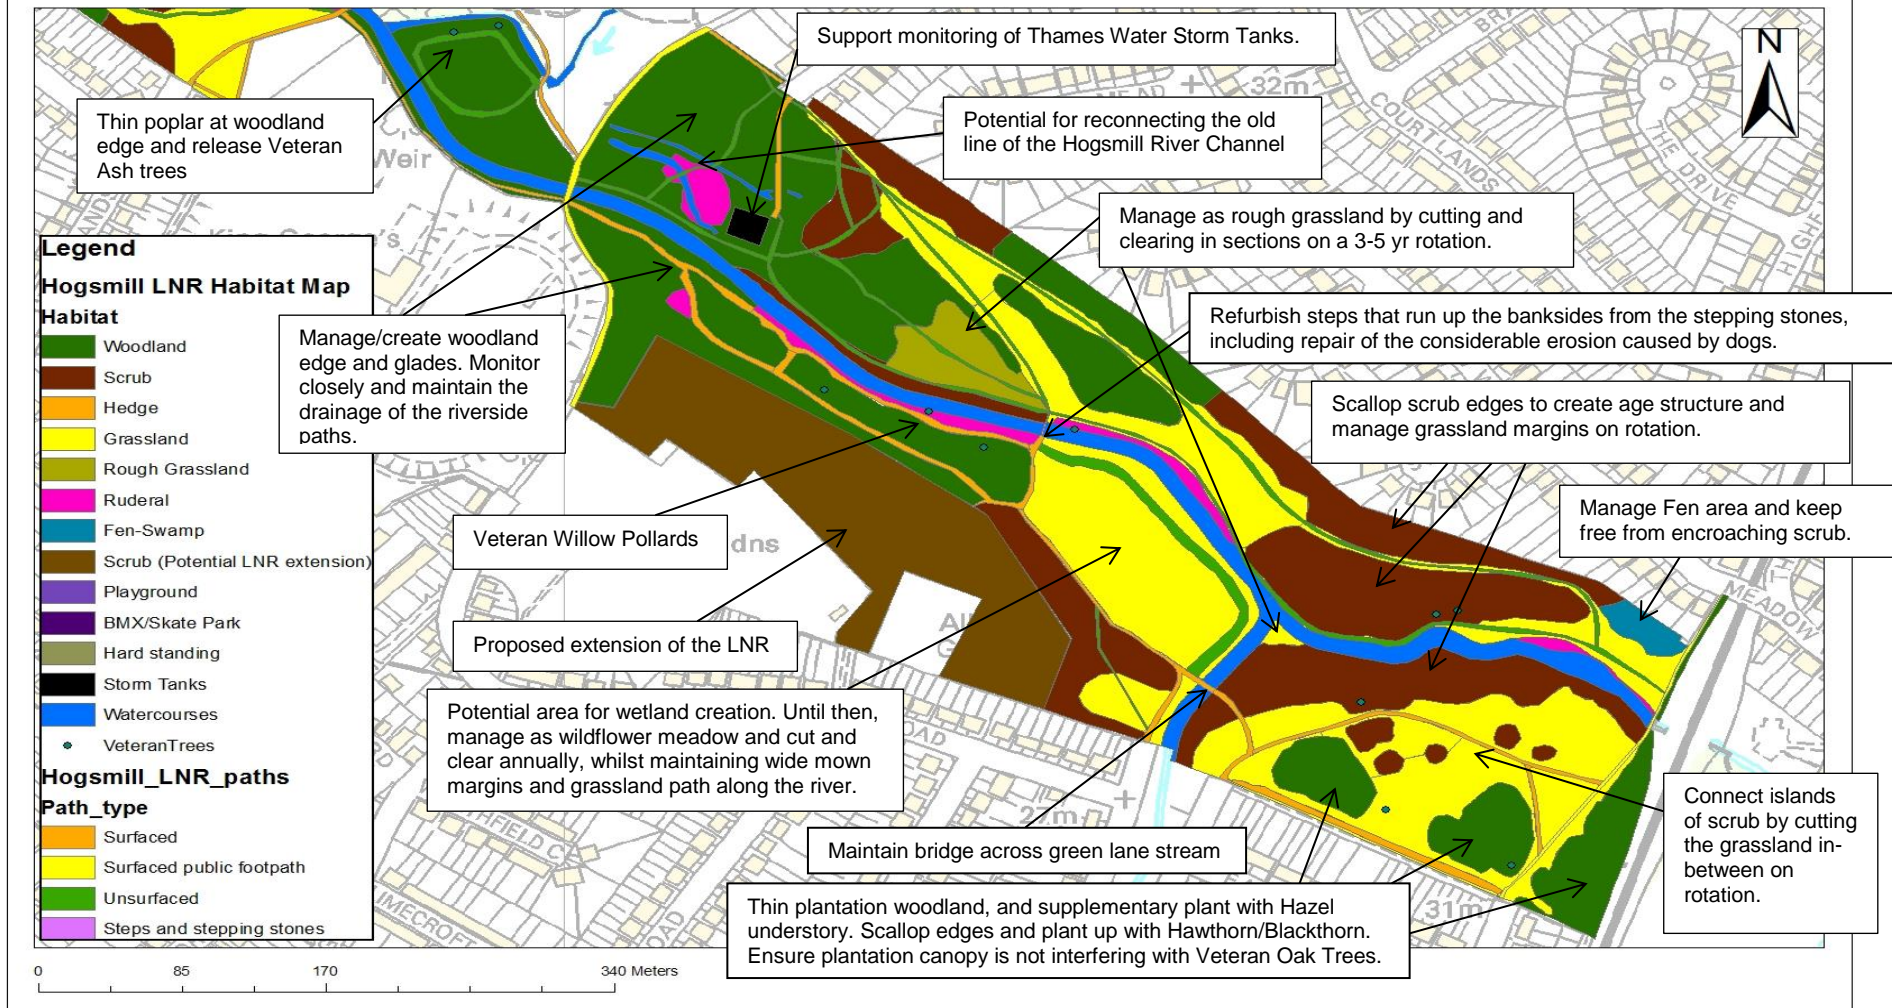 Support monitoring of Thames Water Storm Tanks.
N
Thin poplar at woodland
edge and release Veteran
Ash trees
Weir
Potential for reconnecting the old
line of the Hogsmill River Channel
MEAD
32m
COURTLANDS
THE DRIVE
Manage as rough grassland by cutting and
clearing in sections on a 3-5 yr rotation.
Refurbish steps that run up the banksides from the stepping stones,
including repair of the considerable erosion caused by dogs.
Scallop scrub edges to create age structure and
manage grassland margins on rotation.
Manage Fen area and keep
free from encroaching scrub.
MEADOW
Manage/create woodland
edge and glades. Monitor
closely and maintain the
drainage of the riverside
paths.
Veteran Willow Pollards
dns
Proposed extension of the LNR
Potential area for wetland creation. Until then,
manage as wildflower meadow and cut and
clear annually, whilst maintaining wide mown
margins and grassland path along the river.
OAD
27m
Maintain bridge across green lane stream
Thin plantation woodland, and supplementary plant with Hazel
understory. Scallop edges and plant up with Hawthorn/Blackthorn.
Ensure plantation canopy is not interfering with Veteran Oak Trees.
31m
Connect islands
of scrub by cutting
the grassland in-
between on
rotation.
Legend
Hogsmill LNR Habitat Map
Habitat
Woodland
Scrub
Hedge
Grassland
Rough Grassland
Ruderal
Fen-Swamp
Scrub (Potential LNR extension)
Playground
BMX/Skate Park
Hard standing
Storm Tanks
Watercourses
VeteranTrees
Hogsmill_LNR_paths
Path_type
Surfaced
Surfaced public footpath
Unsurfaced
Steps and stepping stones
0 85 170 340 Meters